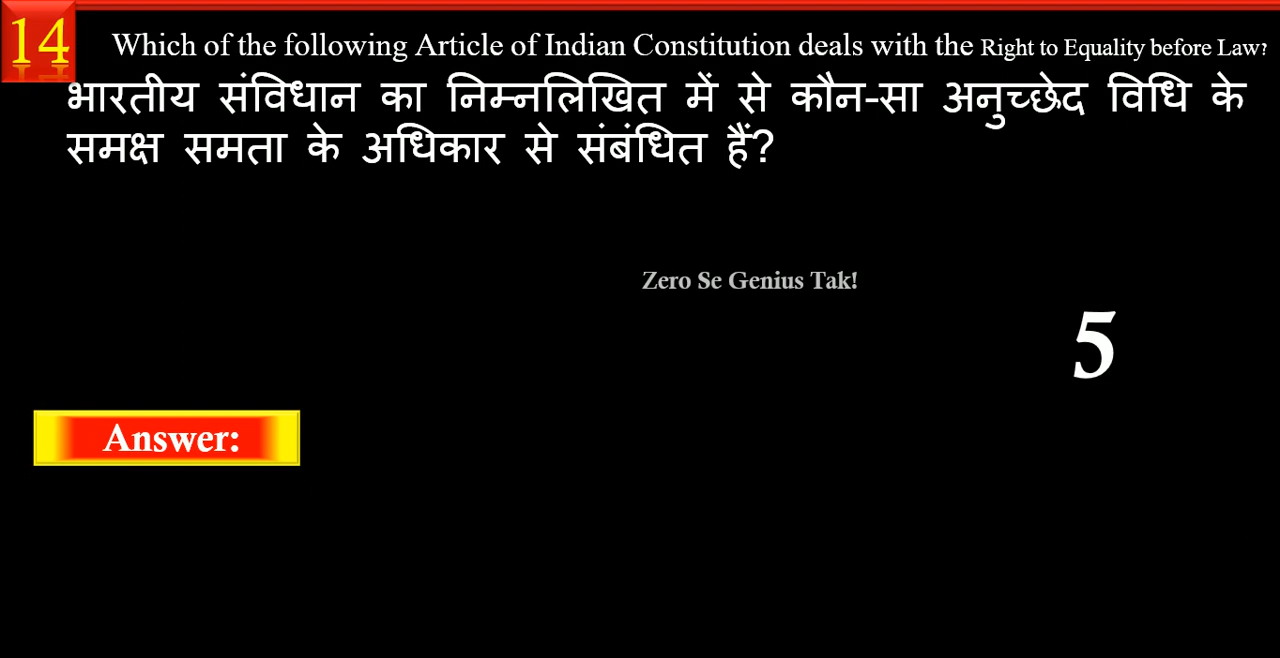 14
Which of the following Article of Indian Constitution deals with the Right to Equality before Law?
भारतीय संविधान का निम्नलिखित में से कौन-सा अनुच्छेद विधि के
समक्ष समता के अधिकार से संबंधित हैं?
Zero Se Genius Tak!
5
Answer: